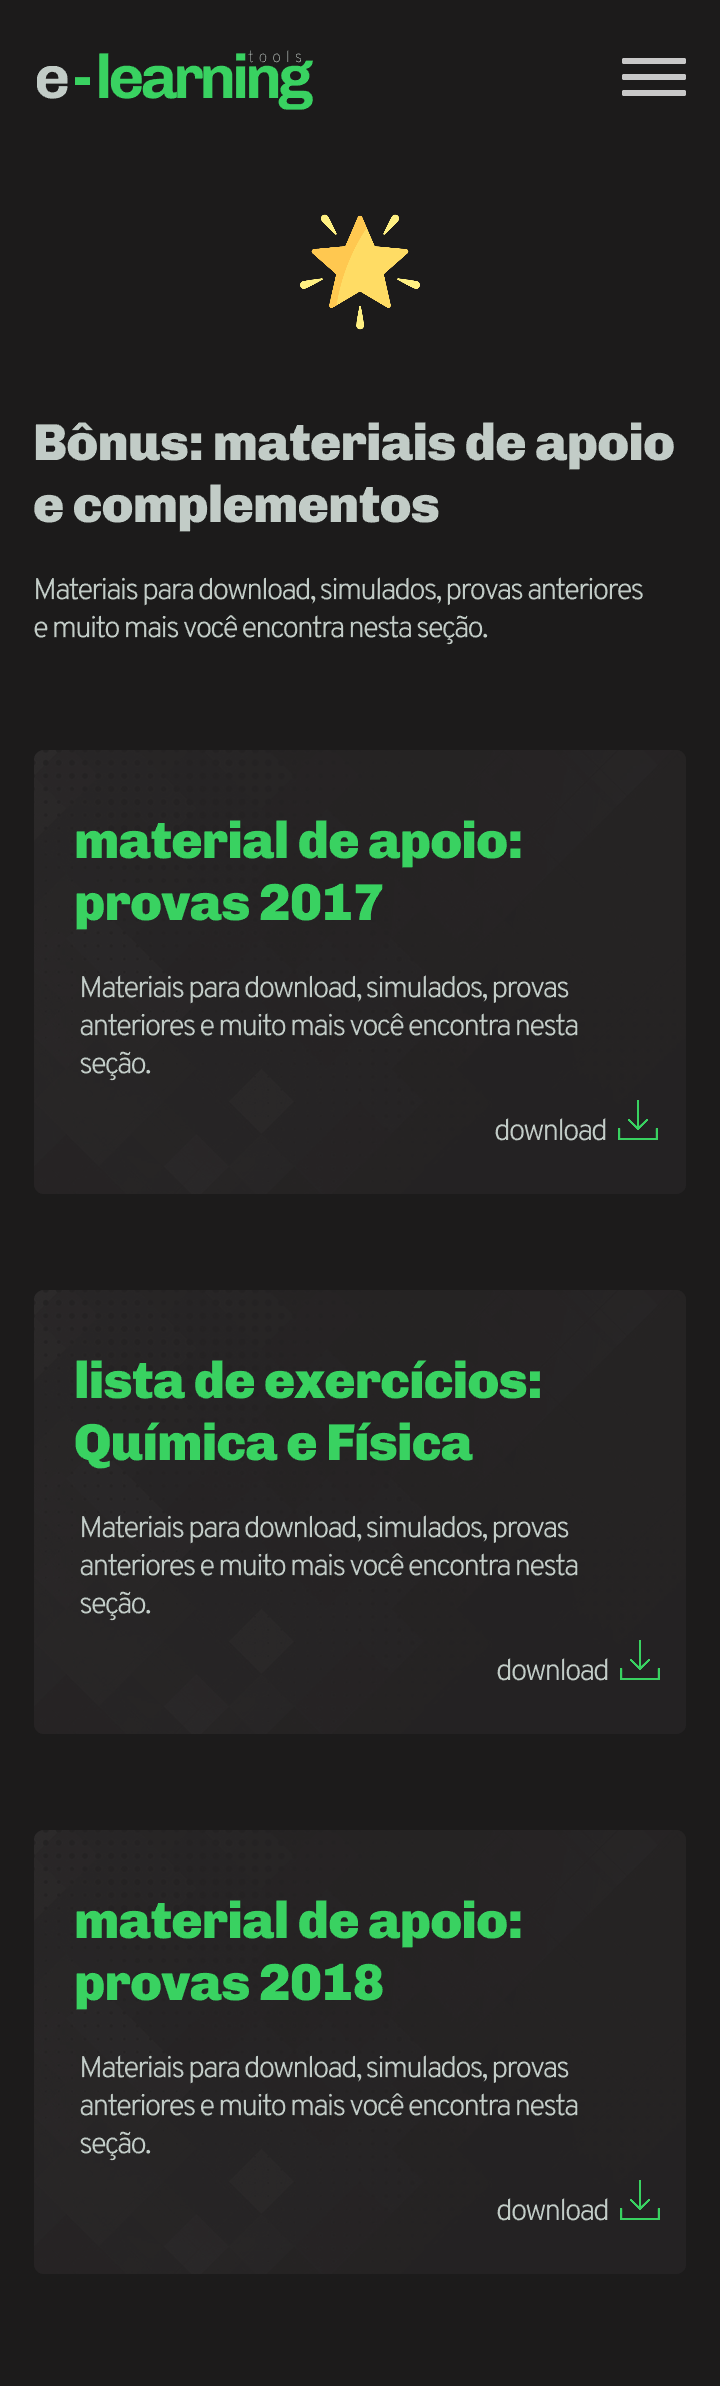 tools
e-learning
Bônus: materiais de apoio
e complementos
Materiais para download, simulados, provas anteriores
e muito mais você encontra nesta seção.
material de apoio:
provas 2017
Materiais para download, simulados, provas
anteriores e muito mais você encontra nesta
seção.
download
lista de exercícios:
Química e Física
Materiais para download, simulados, provas
anteriores e muito mais você encontra nesta
seção.
download
material de apoio:
provas 2018
Materiais para download, simulados, provas
anteriores e muito mais você encontra nesta
seção.
download